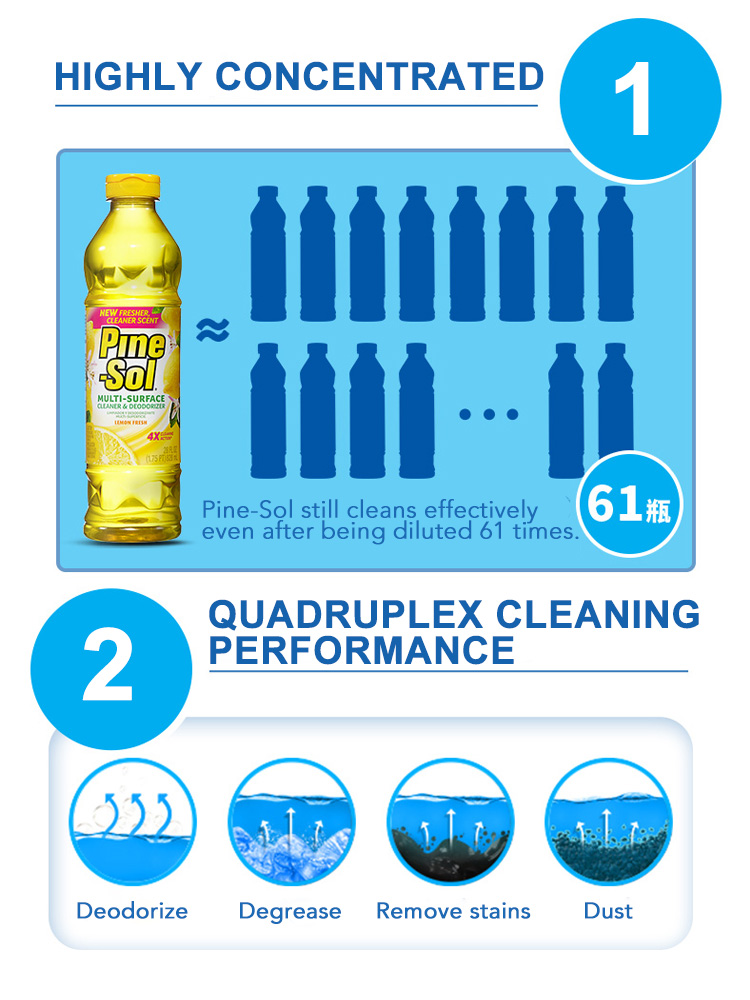 HIGHLY CONCENTRATED
1
NEW FRESHER,
CLEANER SCENT
Pine
-Sol
MULTI-SURFACE
CLEANER & DEODORIZER
LEMON FRESH
4X CLEANING
ACTION
≈
61瓶
Pine-Sol still cleans effectively
even after being diluted 61 times.
2
QUADRUPLEX CLEANING
PERFORMANCE
Deodorize
Degrease
Remove stains
Dust